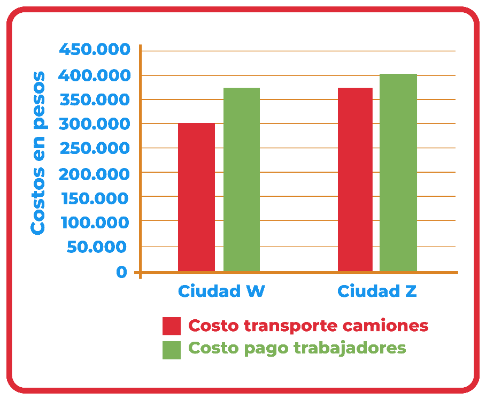 Costos en pesos
450.000
400.000
350.000
300.000
250.000
200.000
150.000
100.000
50.000
0
Ciudad W
Ciudad Z
Costo transporte camiones
Costo pago trabajadores